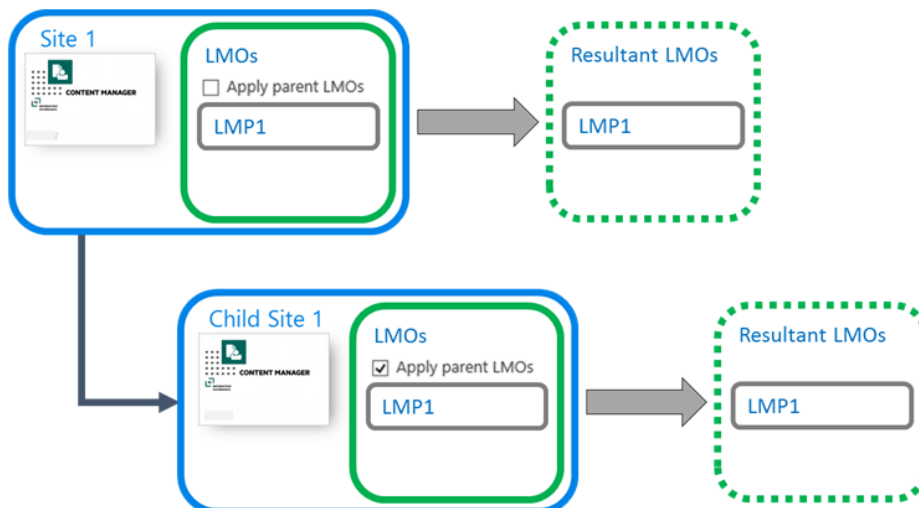 Site 1
CONTENT MANAGER
LMOs
Apply parent LMOs
LMP1
Resultant LMOs
LMP1
Child Site 1
CONTENT MANAGER
LMOs
Apply parent LMOs
LMP1
Resultant LMOs
LMP1